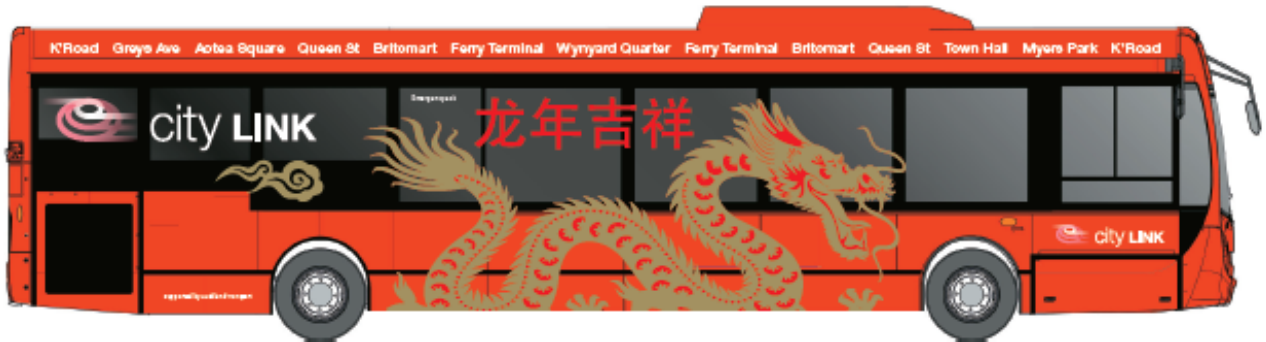 K'Road Greys Ave Aotea Square Queen St Britomart Ferry Terminal Wynyard Quarter Ferry Terminal Britomart Queen St Town Hall Myers Park K'Road
city LINK
龙年吉祥
city LINK